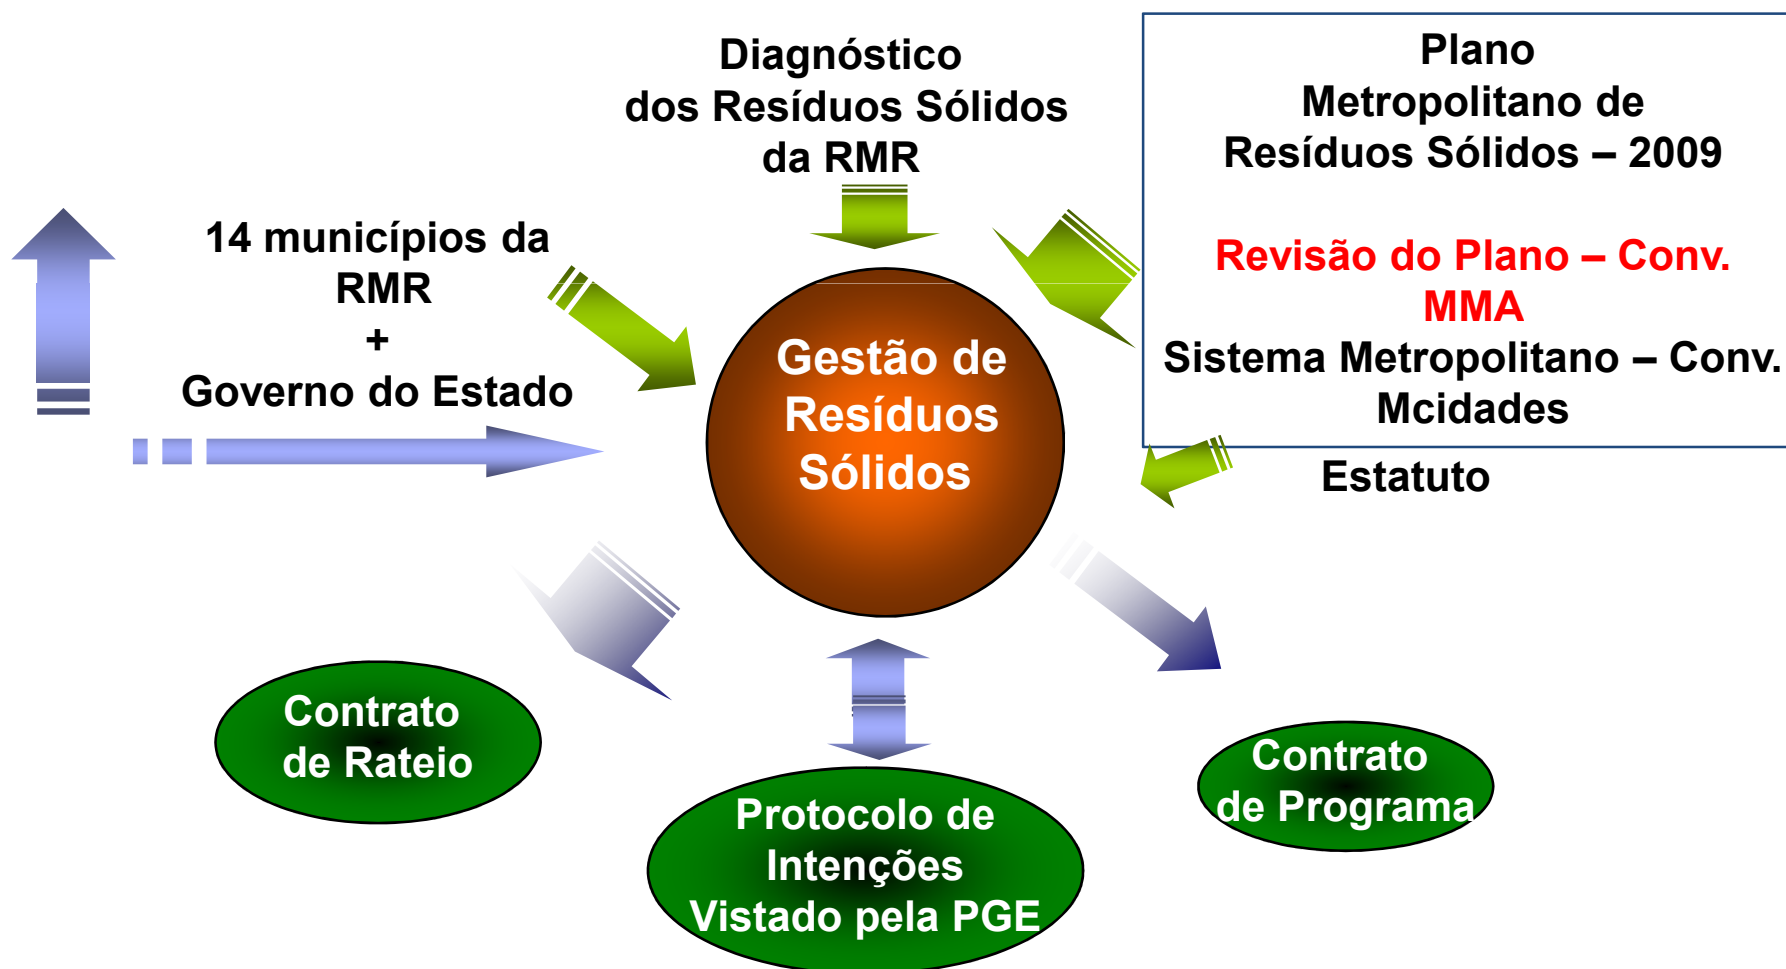 Diagnóstico
dos Resíduos Sólidos
da RMR
Plano
Metropolitano de
Resíduos Sólidos – 2009
Revisão do Plano – Conv.
MMA
Sistema Metropolitano – Conv.
Mcidades
14 municípios da
RMR
+
Governo do Estado
Gestão de
Resíduos
Sólidos
Estatuto
Contrato
de Rateio
Protocolo de
Intenções
Vistado pela PGE
Contrato
de Programa